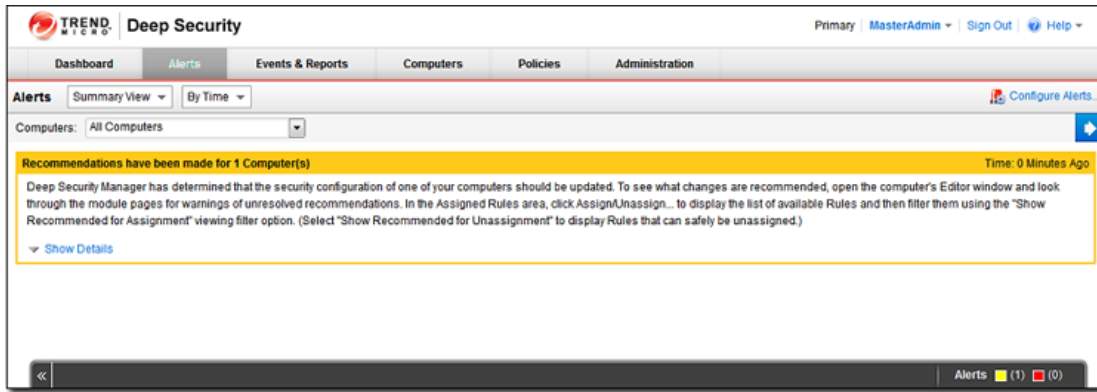 TREND MICRO Deep Security
Primary MasterAdmin Sign Out Help
Dashboard Alerts Events & Reports Computers Policies Administration
Alerts Summary View By Time Configure Alerts...
Computers: All Computers
Recommendations have been made for 1 Computer(s) Time: 0 Minutes Ago
Deep Security Manager has determined that the security configuration of one of your computers should be updated. To see what changes are recommended, open the computer's Editor window and look
through the module pages for warnings of unresolved recommendations. In the Assigned Rules area, click Assign/Unassign... to display the list of available Rules and then filter them using the "Show
Recommended for Assignment" viewing filter option. (Select "Show Recommended for Unassignment" to display Rules that can safely be unassigned.)
Show Details
« Alerts (1) (0)